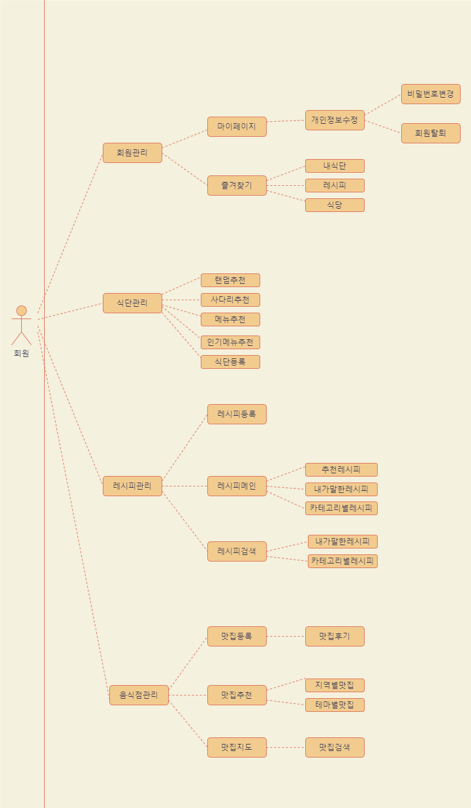 회원
회원관리
마이페이지
개인정보수정
비밀번호변경
회원탈퇴
즐겨찾기
내식단
레시피
식당
식단관리
랜덤추천
사다리추천
메뉴추천
인기메뉴추천
식단등록
레시피관리
레시피등록
레시피메인
추천레시피
내가말한레시피
카테고리별레시피
레시피검색
내가말한레시피
카테고리별레시피
음식점관리
맛집등록
맛집후기
맛집추천
지역별맛집
테마별맛집
맛집지도
맛집검색